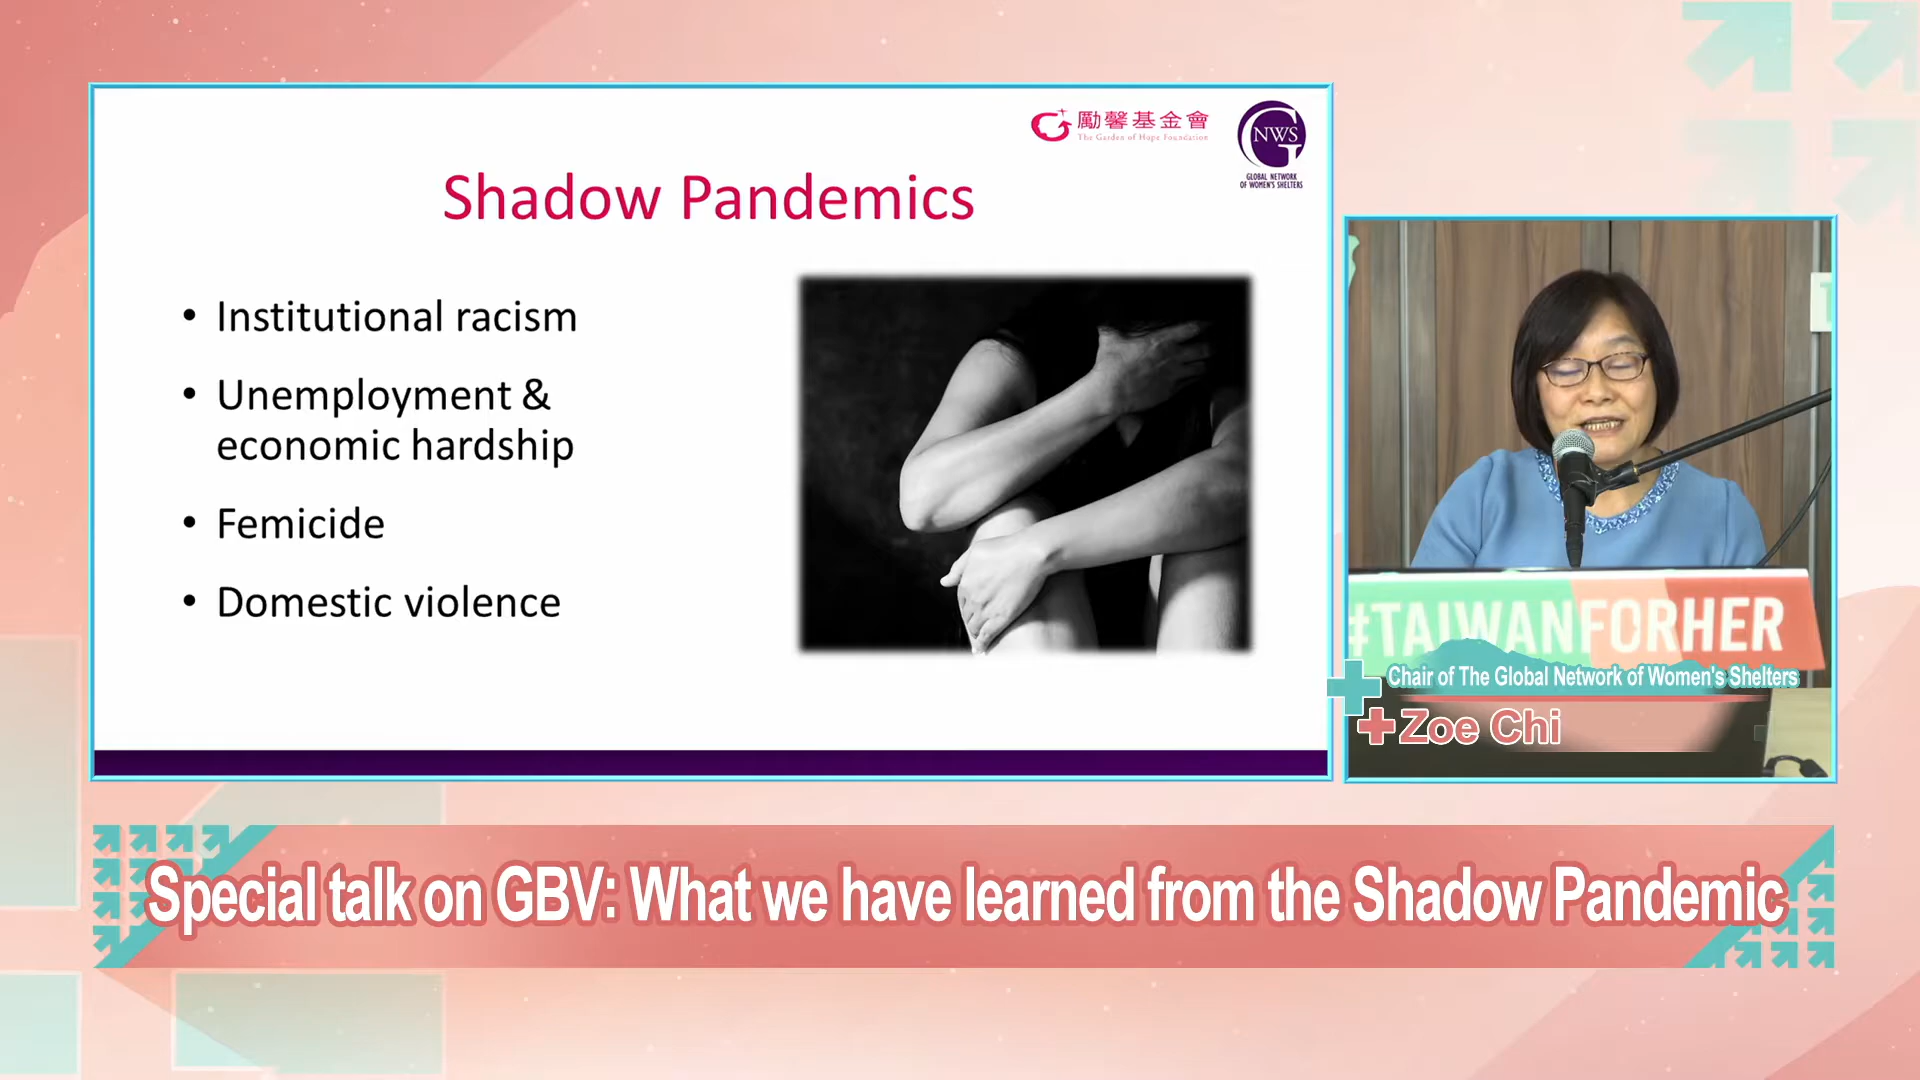 勵馨基金會
The Garden of Hope Foundation
NWS
GLOBAL NETWORK
OF WOMEN'S SHELTERS
Shadow Pandemics
• Institutional racism
• Unemployment &
economic hardship
• Femicide
• Domestic violence
#TAIWANFORHER
Chair of The Global Network of Women's Shelters
Zoe Chi
Special talk on GBV: What we have learned from the Shadow Pandemic